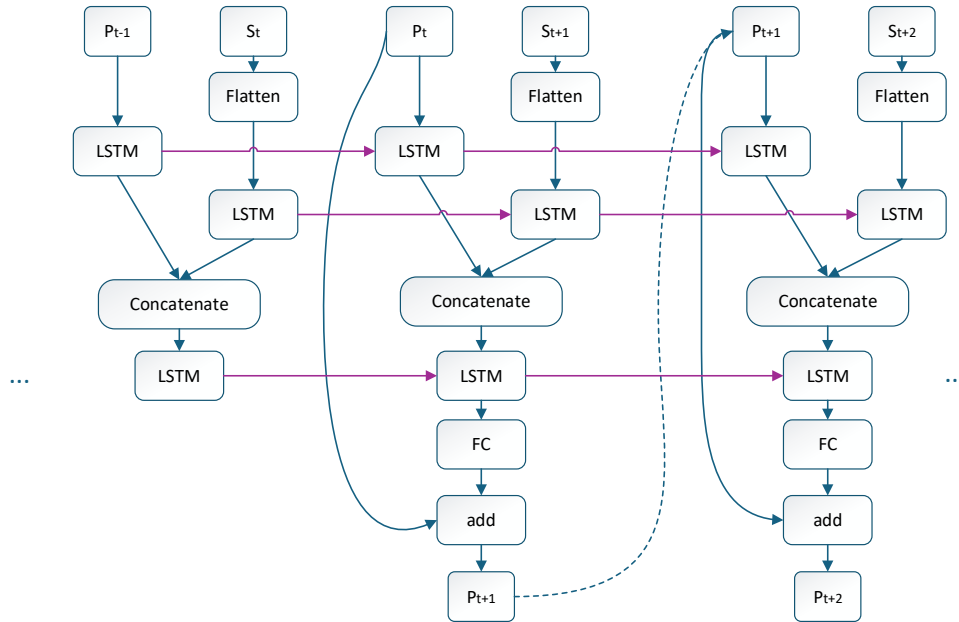 Pt-1 St Pt St+1 Pt+1 St+2
Flatten Flatten Flatten
LSTM LSTM LSTM
LSTM LSTM LSTM
Concatenate Concatenate Concatenate
... LSTM LSTM LSTM ..
FC FC
add add
Pt+1 Pt+2